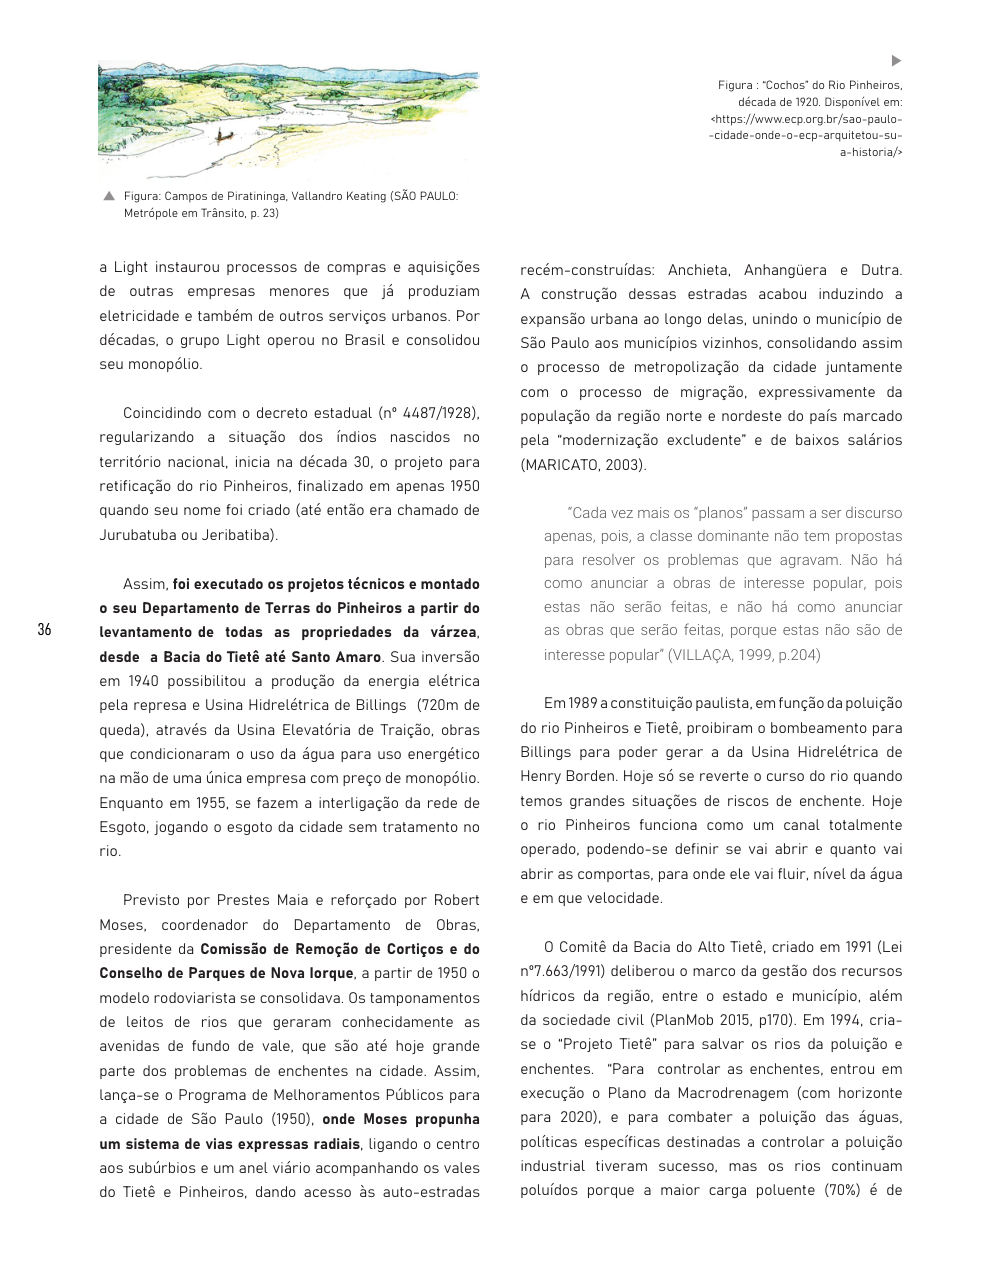 ▶
Figura : “Cochos” do Rio Pinheiros,
década de 1920. Disponível em:
<https://www.ecp.org.br/sao-paulo-
-cidade-onde-o-ecp-arquitetou-su-
a-historia/>
▲ Figura: Campos de Piratininga, Vallandro Keating (SÃO PAULO:
Metrópole em Trânsito, p. 23)
a Light instaurou processos de compras e aquisições
de outras empresas menores que já produziam
eletricidade e também de outros serviços urbanos. Por
décadas, o grupo Light operou no Brasil e consolidou
seu monopólio.
Coincidindo com o decreto estadual (nº 4487/1928),
regularizando a situação dos índios nascidos no
território nacional, inicia na década 30, o projeto para
retificação do rio Pinheiros, finalizado em apenas 1950
quando seu nome foi criado (até então era chamado de
Jurubatuba ou Jeribatiba).
Assim, foi executado os projetos técnicos e montado
o seu Departamento de Terras do Pinheiros a partir do
levantamento de todas as propriedades da várzea,
desde a Bacia do Tietê até Santo Amaro. Sua inversão
em 1940 possibilitou a produção da energia elétrica
pela represa e Usina Hidrelétrica de Billings (720m de
queda), através da Usina Elevatória de Traição, obras
que condicionaram o uso da água para uso energético
na mão de uma única empresa com preço de monopólio.
Enquanto em 1955, se fazem a interligação da rede de
Esgoto, jogando o esgoto da cidade sem tratamento no
rio.
Previsto por Prestes Maia e reforçado por Robert
Moses, coordenador do Departamento de Obras,
presidente da Comissão de Remoção de Cortiços e do
Conselho de Parques de Nova Iorque, a partir de 1950 o
modelo rodoviarista se consolidava. Os tamponamentos
de leitos de rios que geraram conhecidamente as
avenidas de fundo de vale, que são até hoje grande
parte dos problemas de enchentes na cidade. Assim,
lança-se o Programa de Melhoramentos Públicos para
a cidade de São Paulo (1950), onde Moses propunha
um sistema de vias expressas radiais, ligando o centro
aos subúrbios e um anel viário acompanhando os vales
do Tietê e Pinheiros, dando acesso às auto-estradas
36
recém-construídas: Anchieta, Anhangüera e Dutra.
A construção dessas estradas acabou induzindo a
expansão urbana ao longo delas, unindo o município de
São Paulo aos municípios vizinhos, consolidando assim
o processo de metropolização da cidade juntamente
com o processo de migração, expressivamente da
população da região norte e nordeste do país marcado
pela “modernização excludente” e de baixos salários
(MARICATO, 2003).
“Cada vez mais os “planos” passam a ser discurso
apenas, pois, a classe dominante não tem propostas
para resolver os problemas que agravam. Não há
como anunciar a obras de interesse popular, pois
estas não serão feitas, e não há como anunciar
as obras que serão feitas, porque estas não são de
interesse popular” (VILLAÇA, 1999, p.204)
Em 1989 a constituição paulista, em função da poluição
do rio Pinheiros e Tietê, proibiram o bombeamento para
Billings para poder gerar a da Usina Hidrelétrica de
Henry Borden. Hoje só se reverte o curso do rio quando
temos grandes situações de riscos de enchente. Hoje
o rio Pinheiros funciona como um canal totalmente
operado, podendo-se definir se vai abrir e quanto vai
abrir as comportas, para onde ele vai fluir, nível da água
e em que velocidade.
O Comitê da Bacia do Alto Tietê, criado em 1991 (Lei
nº7.663/1991) deliberou o marco da gestão dos recursos
hídricos da região, entre o estado e município, além
da sociedade civil (PlanMob 2015, p170). Em 1994, cria-
se o “Projeto Tietê” para salvar os rios da poluição e
enchentes. “Para controlar as enchentes, entrou em
execução o Plano da Macrodrenagem (com horizonte
para 2020), e para combater a poluição das águas,
políticas específicas destinadas a controlar a poluição
industrial tiveram sucesso, mas os rios continuam
poluídos porque a maior carga poluente (70%) é de